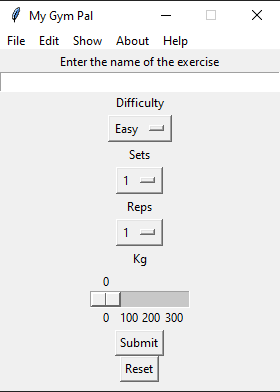 My Gym Pal
File Edit Show About Help
Enter the name of the exercise
Difficulty
Easy
Sets
1
Reps
1
Kg
0
0 100 200 300
Submit
Reset